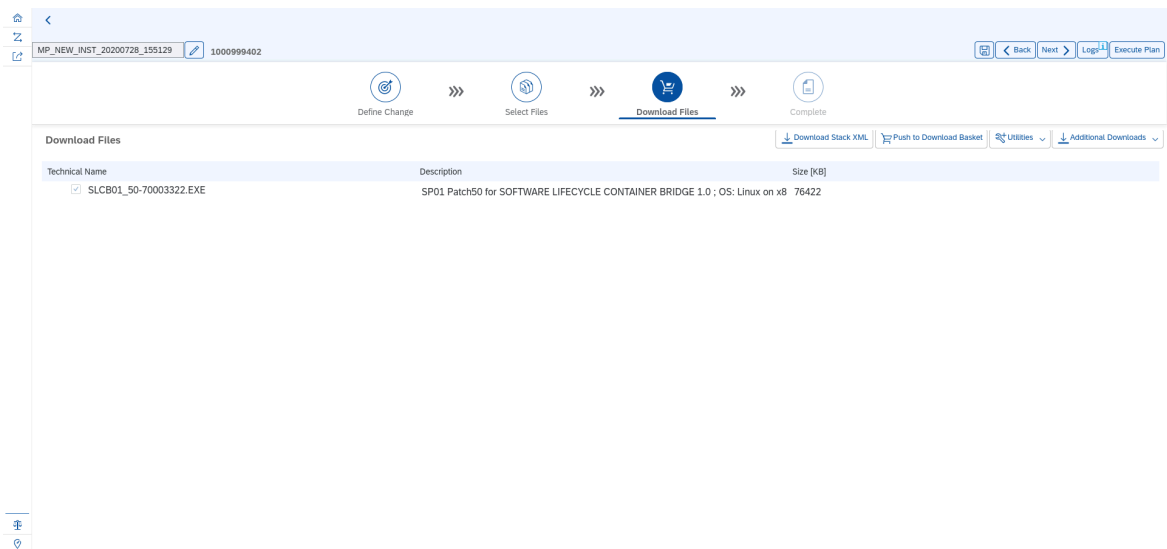 MP_NEW_INST_20200728_155129 1000999402 Back Next Logs Execute Plan
Define Change Select Files Download Files Complete
Download Files Download Stack XML Push to Download Basket Utilities Additional Downloads
Technical Name Description Size [KB]
SLCB01_50-70003322.EXE SP01 Patch50 for SOFTWARE LIFECYCLE CONTAINER BRIDGE 1.0 ; OS: Linux on x8 76422